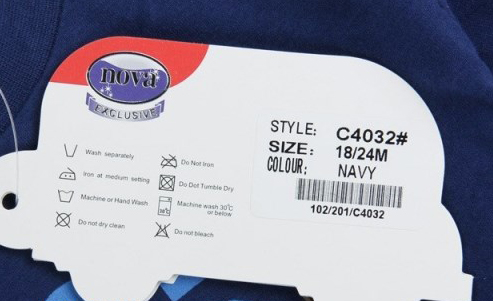 nova
EXCLUSIVE
STYLE: C4032#
SIZE: 18/24M
COLOUR: NAVY
102/201/C4032
Wash separately
Iron at medium setting
Machine or Hand Wash
Do not dry clean
Do Not Iron
Do Dot Tumble Dry
30℃
Machine wash 30℃
or below
Do not bleach